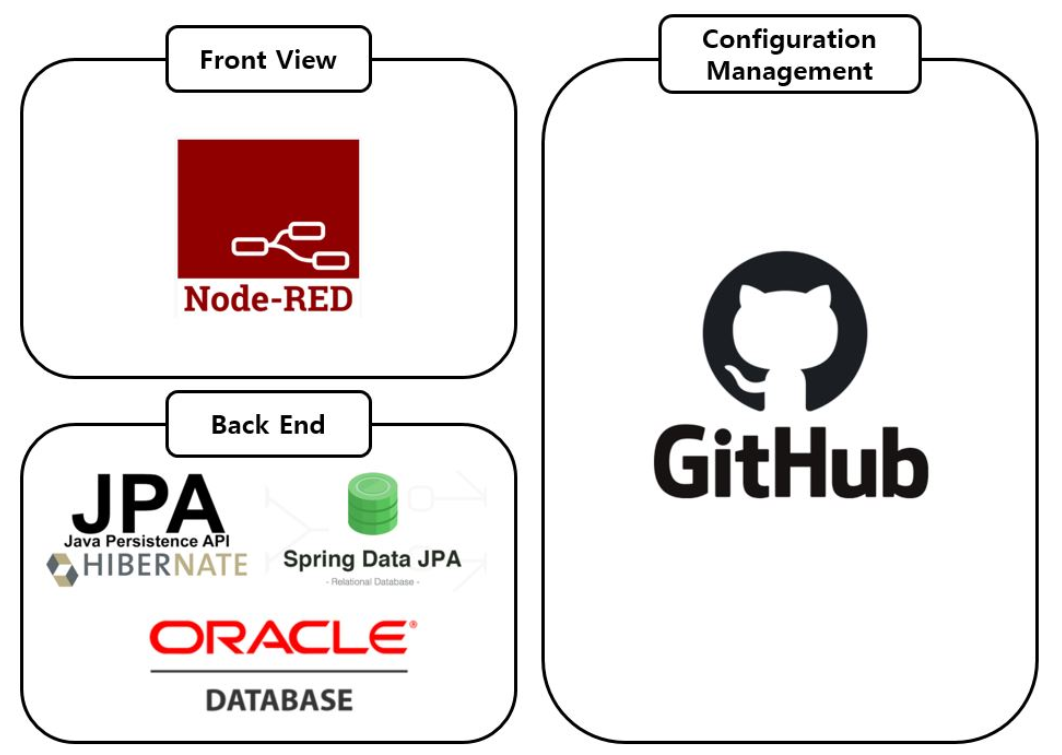 Front View
Node-RED
Back End
JPA
Java Persistence API
HIBERNATE
Spring Data JPA
- Relational Database -
ORACLE®
DATABASE
Configuration
Management
GitHub